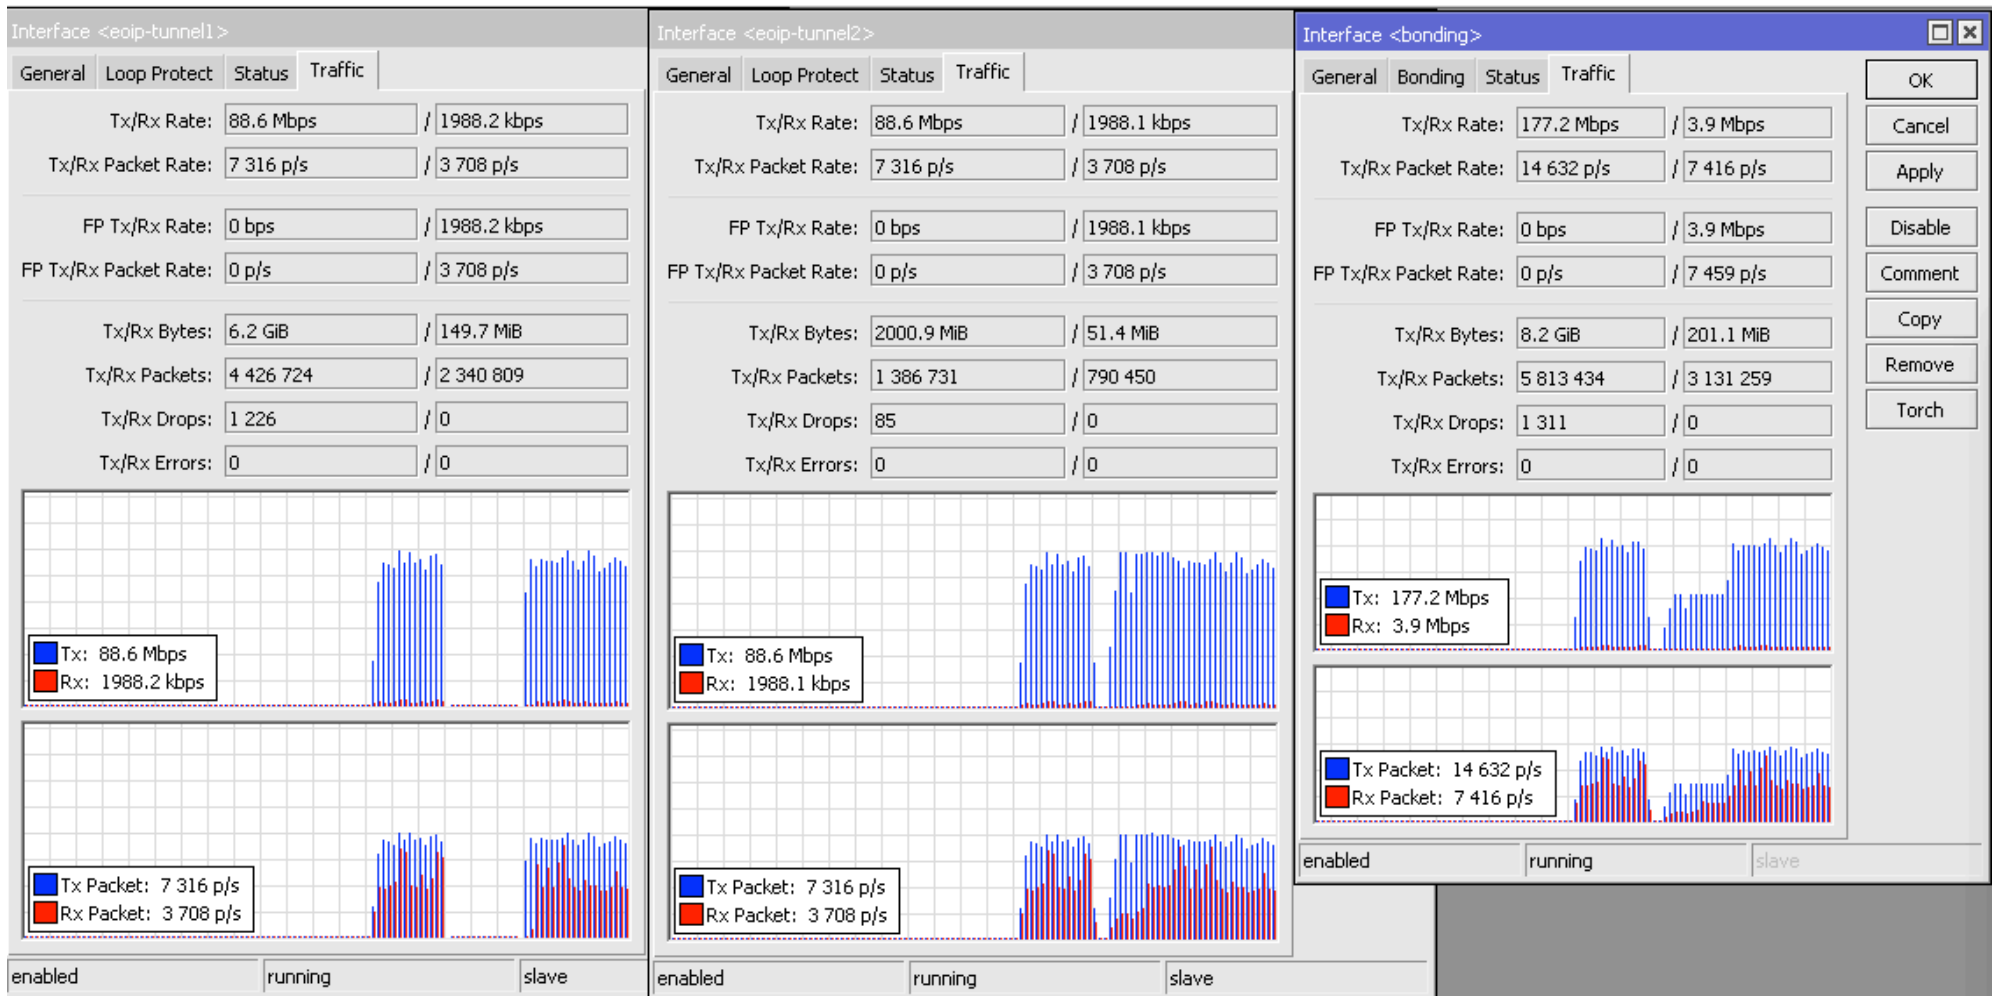 Interface <eoip-tunnel1>
General Loop Protect Status Traffic
Tx/Rx Rate: 88.6 Mbps / 1988.2 kbps
Tx/Rx Packet Rate: 7 316 p/s / 3 708 p/s
FP Tx/Rx Rate: 0 bps / 1988.2 kbps
FP Tx/Rx Packet Rate: 0 p/s / 3 708 p/s
Tx/Rx Bytes: 6.2 GiB / 149.7 MiB
Tx/Rx Packets: 4 426 724 / 2 340 809
Tx/Rx Drops: 1 226 / 0
Tx/Rx Errors: 0 / 0
Tx: 88.6 Mbps
Rx: 1988.2 kbps
Tx Packet: 7 316 p/s
Rx Packet: 3 708 p/s
enabled running slave
Interface <eoip-tunnel2>
General Loop Protect Status Traffic
Tx/Rx Rate: 88.6 Mbps / 1988.1 kbps
Tx/Rx Packet Rate: 7 316 p/s / 3 708 p/s
FP Tx/Rx Rate: 0 bps / 1988.1 kbps
FP Tx/Rx Packet Rate: 0 p/s / 3 708 p/s
Tx/Rx Bytes: 2000.9 MiB / 51.4 MiB
Tx/Rx Packets: 1 386 731 / 790 450
Tx/Rx Drops: 85 / 0
Tx/Rx Errors: 0 / 0
Tx: 88.6 Mbps
Rx: 1988.1 kbps
Tx Packet: 7 316 p/s
Rx Packet: 3 708 p/s
enabled running slave
Interface <bonding>
General Bonding Status Traffic
Tx/Rx Rate: 177.2 Mbps / 3.9 Mbps
Tx/Rx Packet Rate: 14 632 p/s / 7 416 p/s
FP Tx/Rx Rate: 0 bps / 3.9 Mbps
FP Tx/Rx Packet Rate: 0 p/s / 7 459 p/s
Tx/Rx Bytes: 8.2 GiB / 201.1 MiB
Tx/Rx Packets: 5 813 434 / 3 131 259
Tx/Rx Drops: 1 311 / 0
Tx/Rx Errors: 0 / 0
Tx: 177.2 Mbps
Rx: 3.9 Mbps
Tx Packet: 14 632 p/s
Rx Packet: 7 416 p/s
enabled running slave
OK
Cancel
Apply
Disable
Comment
Copy
Remove
Torch